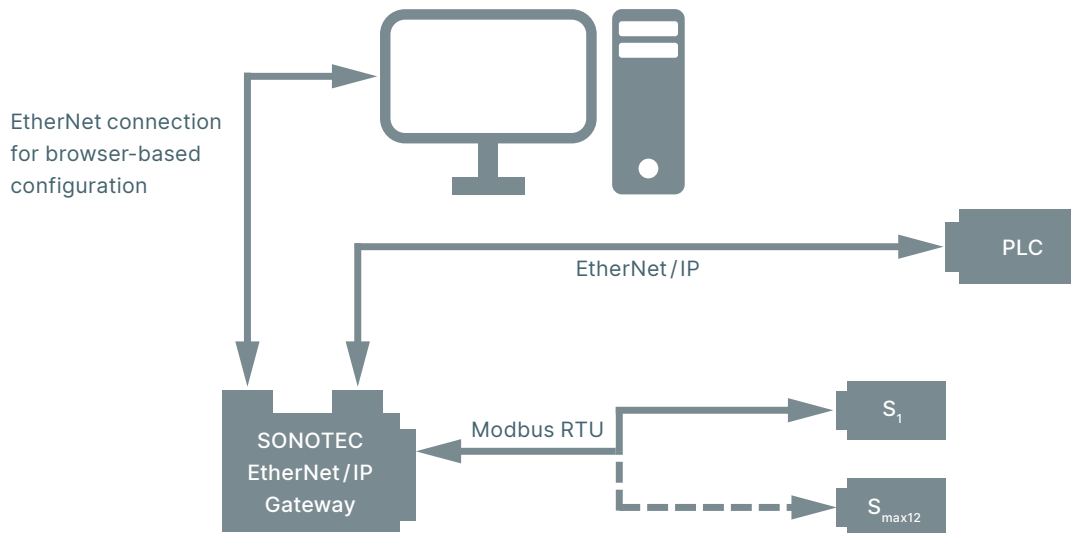 EtherNet connection
for browser-based
configuration
PLC
EtherNet/IP
Modbus RTU
S1
SONOTEC
EtherNet/IP
Gateway
Smax12